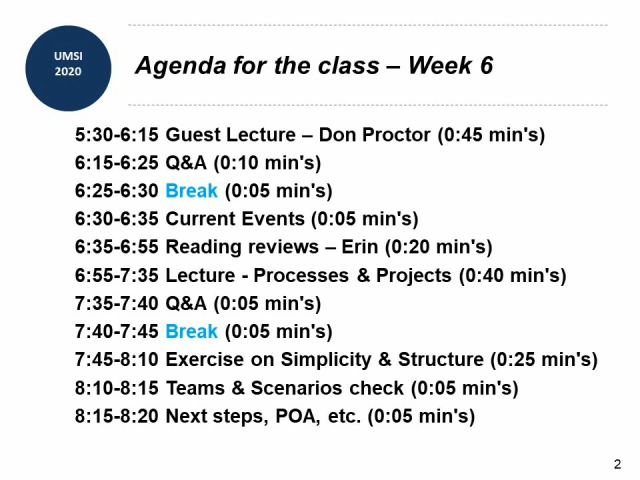 UMSI
2020
Agenda for the class – Week 6
5:30-6:15 Guest Lecture – Don Proctor (0:45 min's)
6:15-6:25 Q&A (0:10 min's)
6:25-6:30 Break (0:05 min's)
6:30-6:35 Current Events (0:05 min's)
6:35-6:55 Reading reviews – Erin (0:20 min's)
6:55-7:35 Lecture - Processes & Projects (0:40 min's)
7:35-7:40 Q&A (0:05 min's)
7:40-7:45 Break (0:05 min's)
7:45-8:10 Exercise on Simplicity & Structure (0:25 min's)
8:10-8:15 Teams & Scenarios check (0:05 min's)
8:15-8:20 Next steps, POA, etc. (0:05 min's)
2